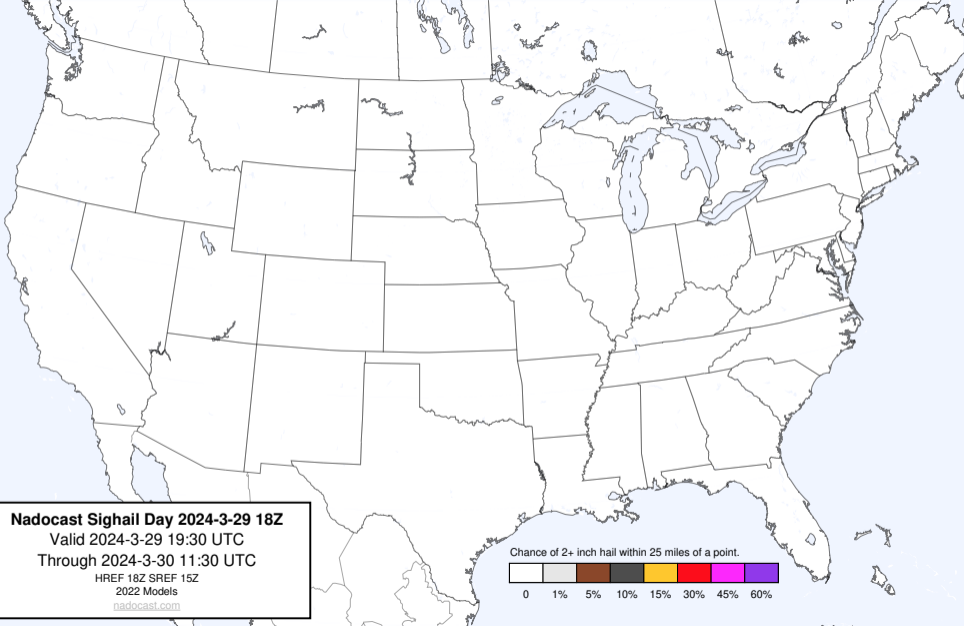 Nadocast Sighail Day 2024-3-29 18Z
Valid 2024-3-29 19:30 UTC
Through 2024-3-30 11:30 UTC
HREF 18Z SREF 15Z
2022 Models
nadocast.com
Chance of 2+ inch hail within 25 miles of a point.
0 1% 5% 10% 15% 30% 45% 60%